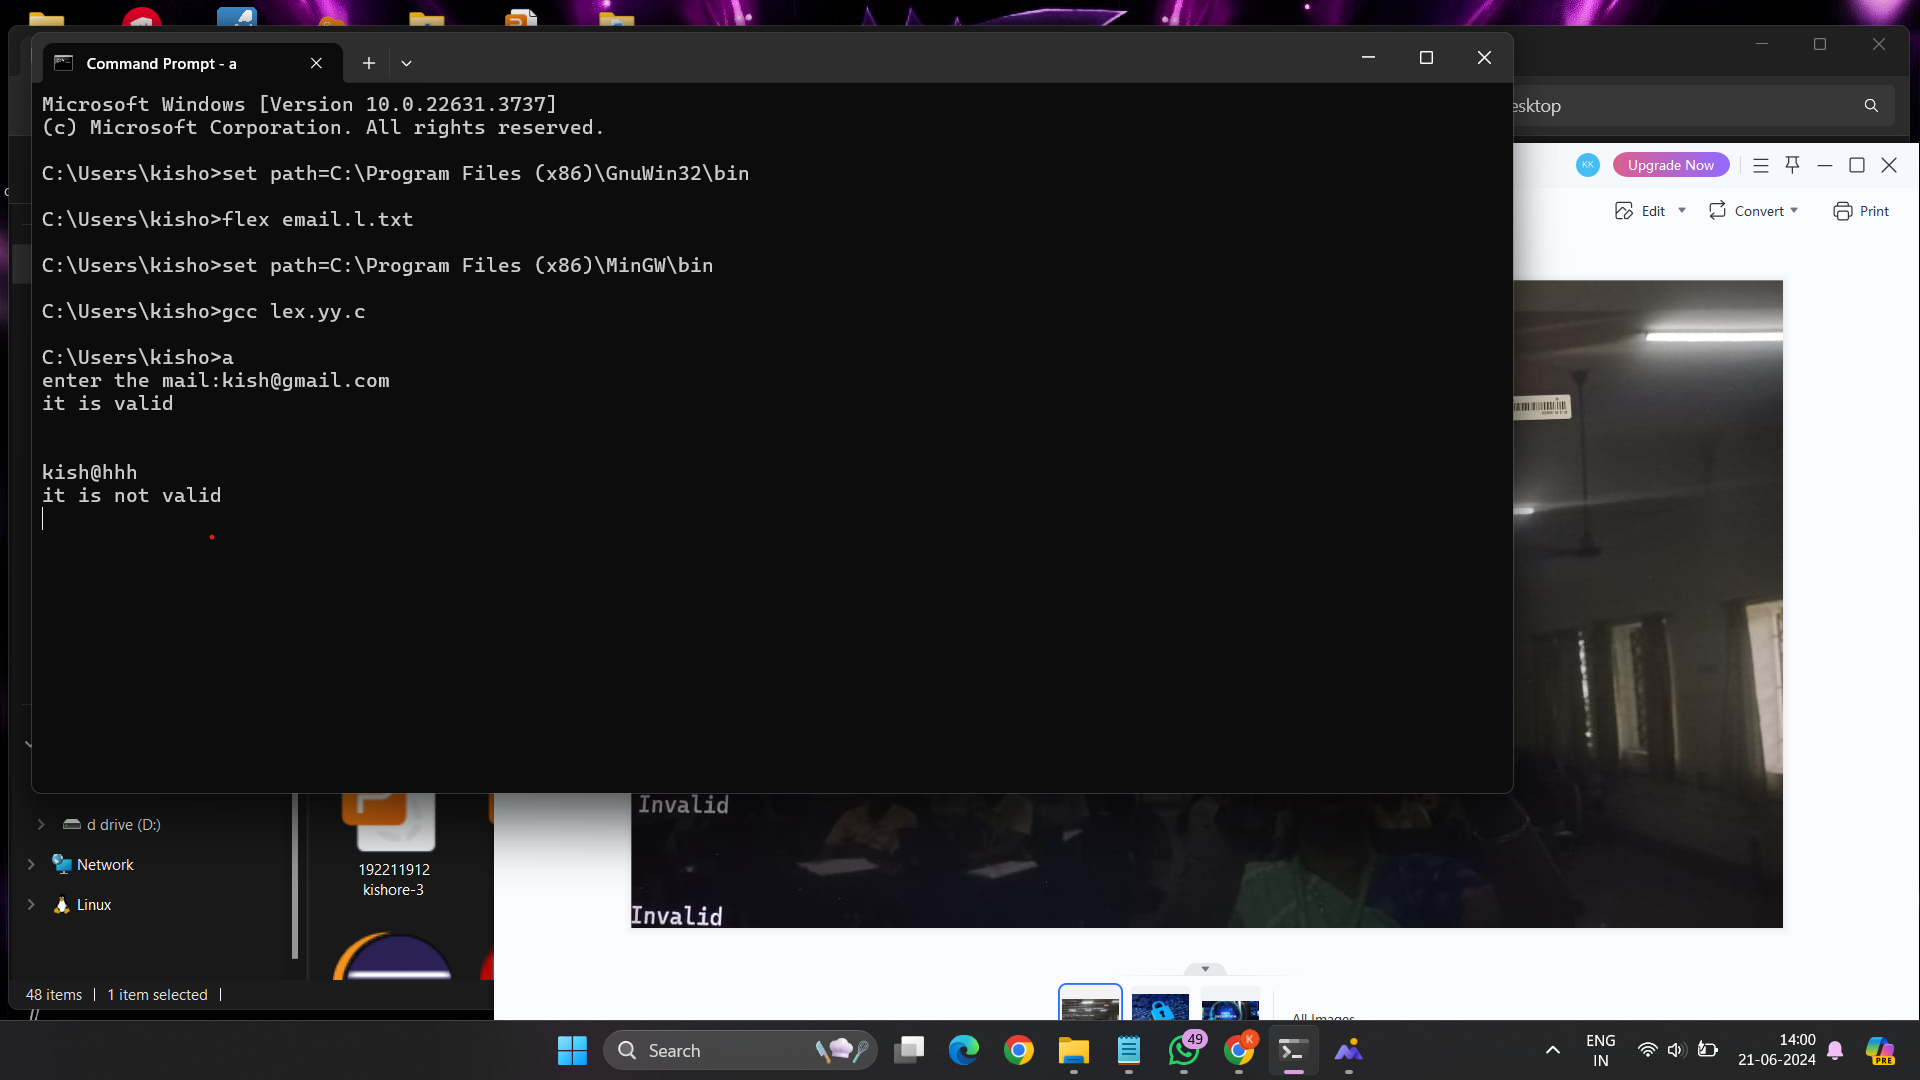 Command Prompt - a
Microsoft Windows [Version 10.0.22631.3737]
(c) Microsoft Corporation. All rights reserved.
C:\Users\kisho>set path=C:\Program Files (x86)\GnuWin32\bin
C:\Users\kisho>flex email.l.txt
C:\Users\kisho>set path=C:\Program Files (x86)\MinGW\bin
C:\Users\kisho>gcc lex.yy.c
C:\Users\kisho>a
enter the mail:kish@gmail.com
it is valid
kish@hhh
it is not valid
esktop
KK
Upgrade Now
Edit
Convert
Print
Invalid
Invalid
d drive (D:)
Network
Linux
192211912
kishore-3
48 items
1 item selected
All Images
Search
49
K
ENG
IN
14:00
21-06-2024
PRE